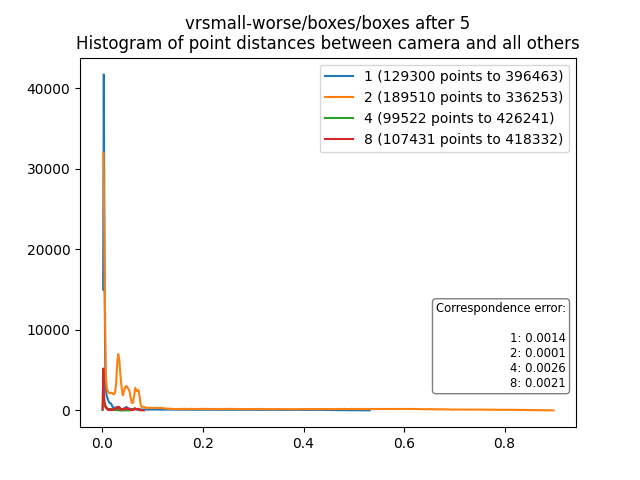 vrsmall-worse/boxes/boxes after 5
Histogram of point distances between camera and all others
40000
30000
20000
10000
0
0.0
0.2
0.4
0.6
0.8
1 (129300 points to 396463)
2 (189510 points to 336253)
4 (99522 points to 426241)
8 (107431 points to 418332)
Correspondence error:
1: 0.0014
2: 0.0001
4: 0.0026
8: 0.0021